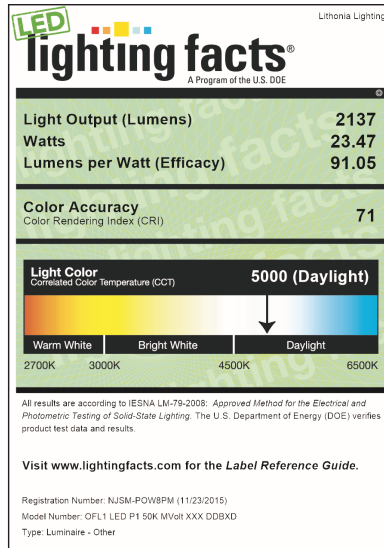 Lithonia Lighting
LED
lighting facts®
A Program of the U.S. DOE
Light Output (Lumens) 2137
Watts 23.47
Lumens per Watt (Efficacy) 91.05
Color Accuracy
Color Rendering Index (CRI) 71
Light Color
Correlated Color Temperature (CCT) 5000 (Daylight)
Warm White Bright White Daylight
2700K 3000K 4500K 6500K
All results are according to IESNA LM-79-2008: Approved Method for the Electrical and
Photometric Testing of Solid-State Lighting. The U.S. Department of Energy (DOE) verifies
product test data and results.
Visit www.lightingfacts.com for the Label Reference Guide.
Registration Number: NJSM-POW8PM (11/23/2015)
Model Number: OFL1 LED P1 50K MVolt XXX DDBXD
Type: Luminaire - Other